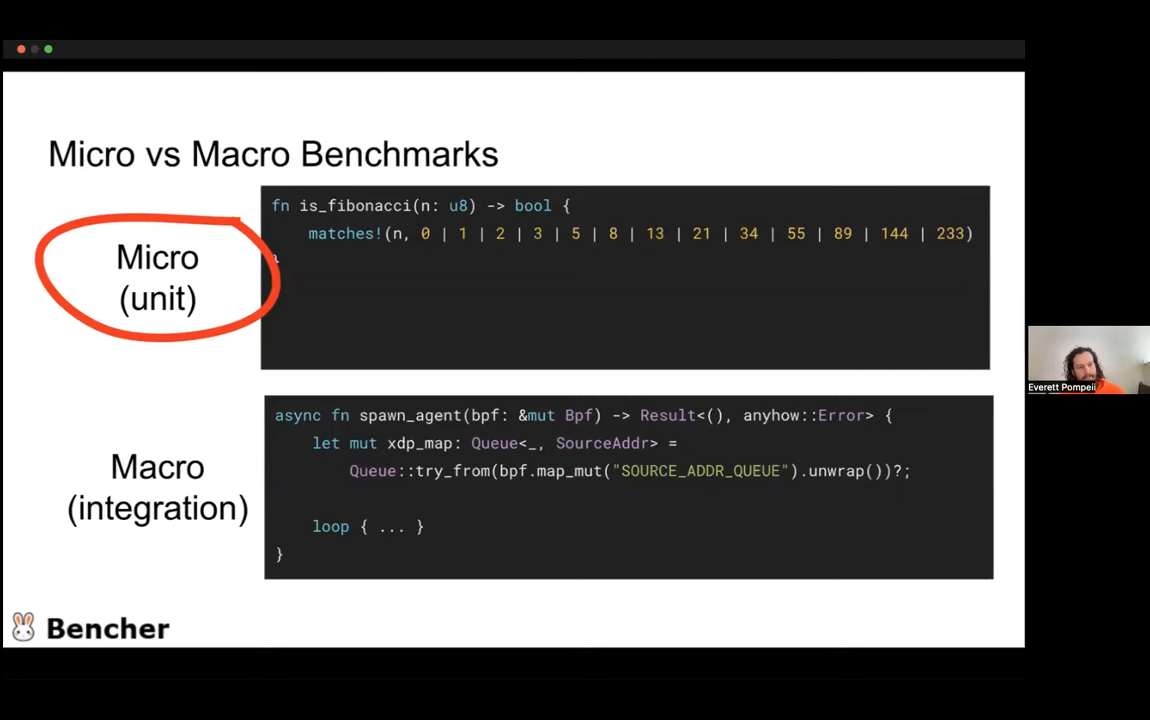 Micro vs Macro Benchmarks
Micro
(unit)
fn is_fibonacci(n: u8) -> bool {
matches!(n, 0 | 1 | 2 | 3 | 5 | 8 | 13 | 21 | 34 | 55 | 89 | 144 | 233)
}
Macro
(integration)
async fn spawn_agent(bpf: &mut Bpf) -> Result<(), anyhow::Error> {
let mut xdp_map: Queue<_, SourceAddr> =
Queue::try_from(bpf.map_mut("SOURCE_ADDR_QUEUE").unwrap())?;
loop { ... }
}
Everett Pompeii
Bencher